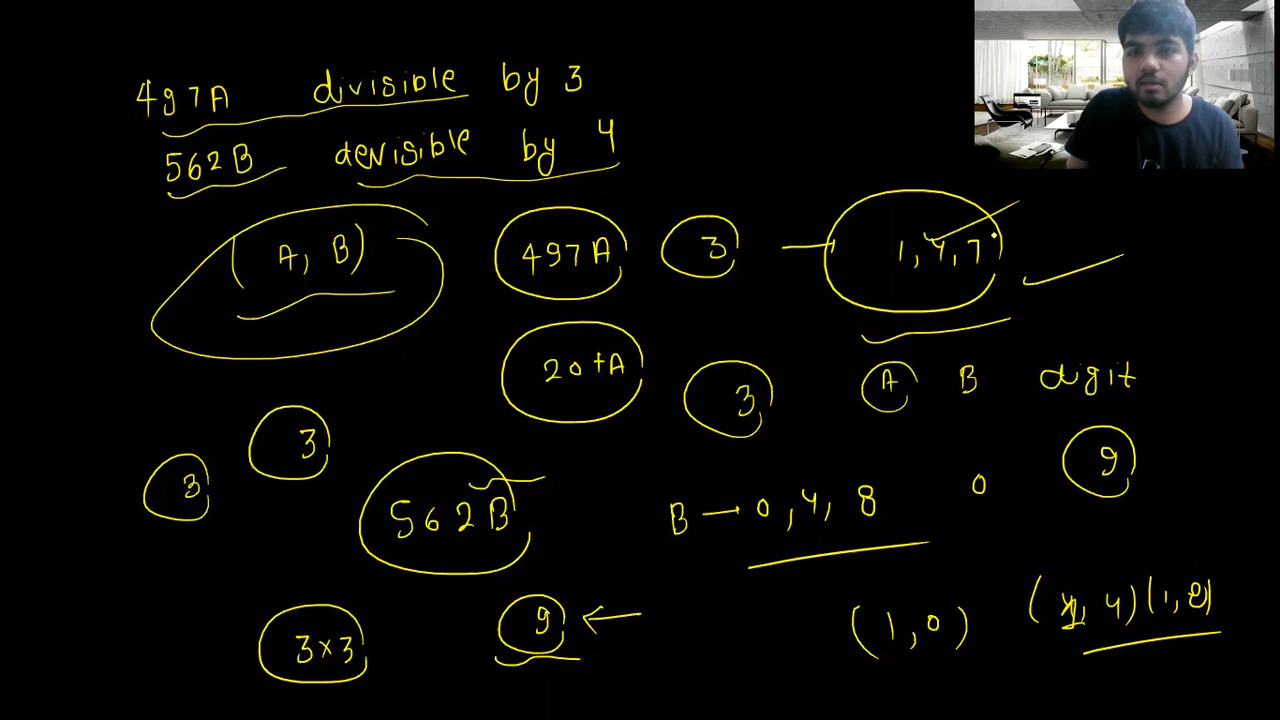 497A divisible by 3
562B devisible by 4
(A, B) 497A 3 1, 4, 7
20+A 3 A B digit
3 3 9
562B B → 0, 4, 8 0
3×3 9 ← (1, 0) (1, 4) (1, 8)